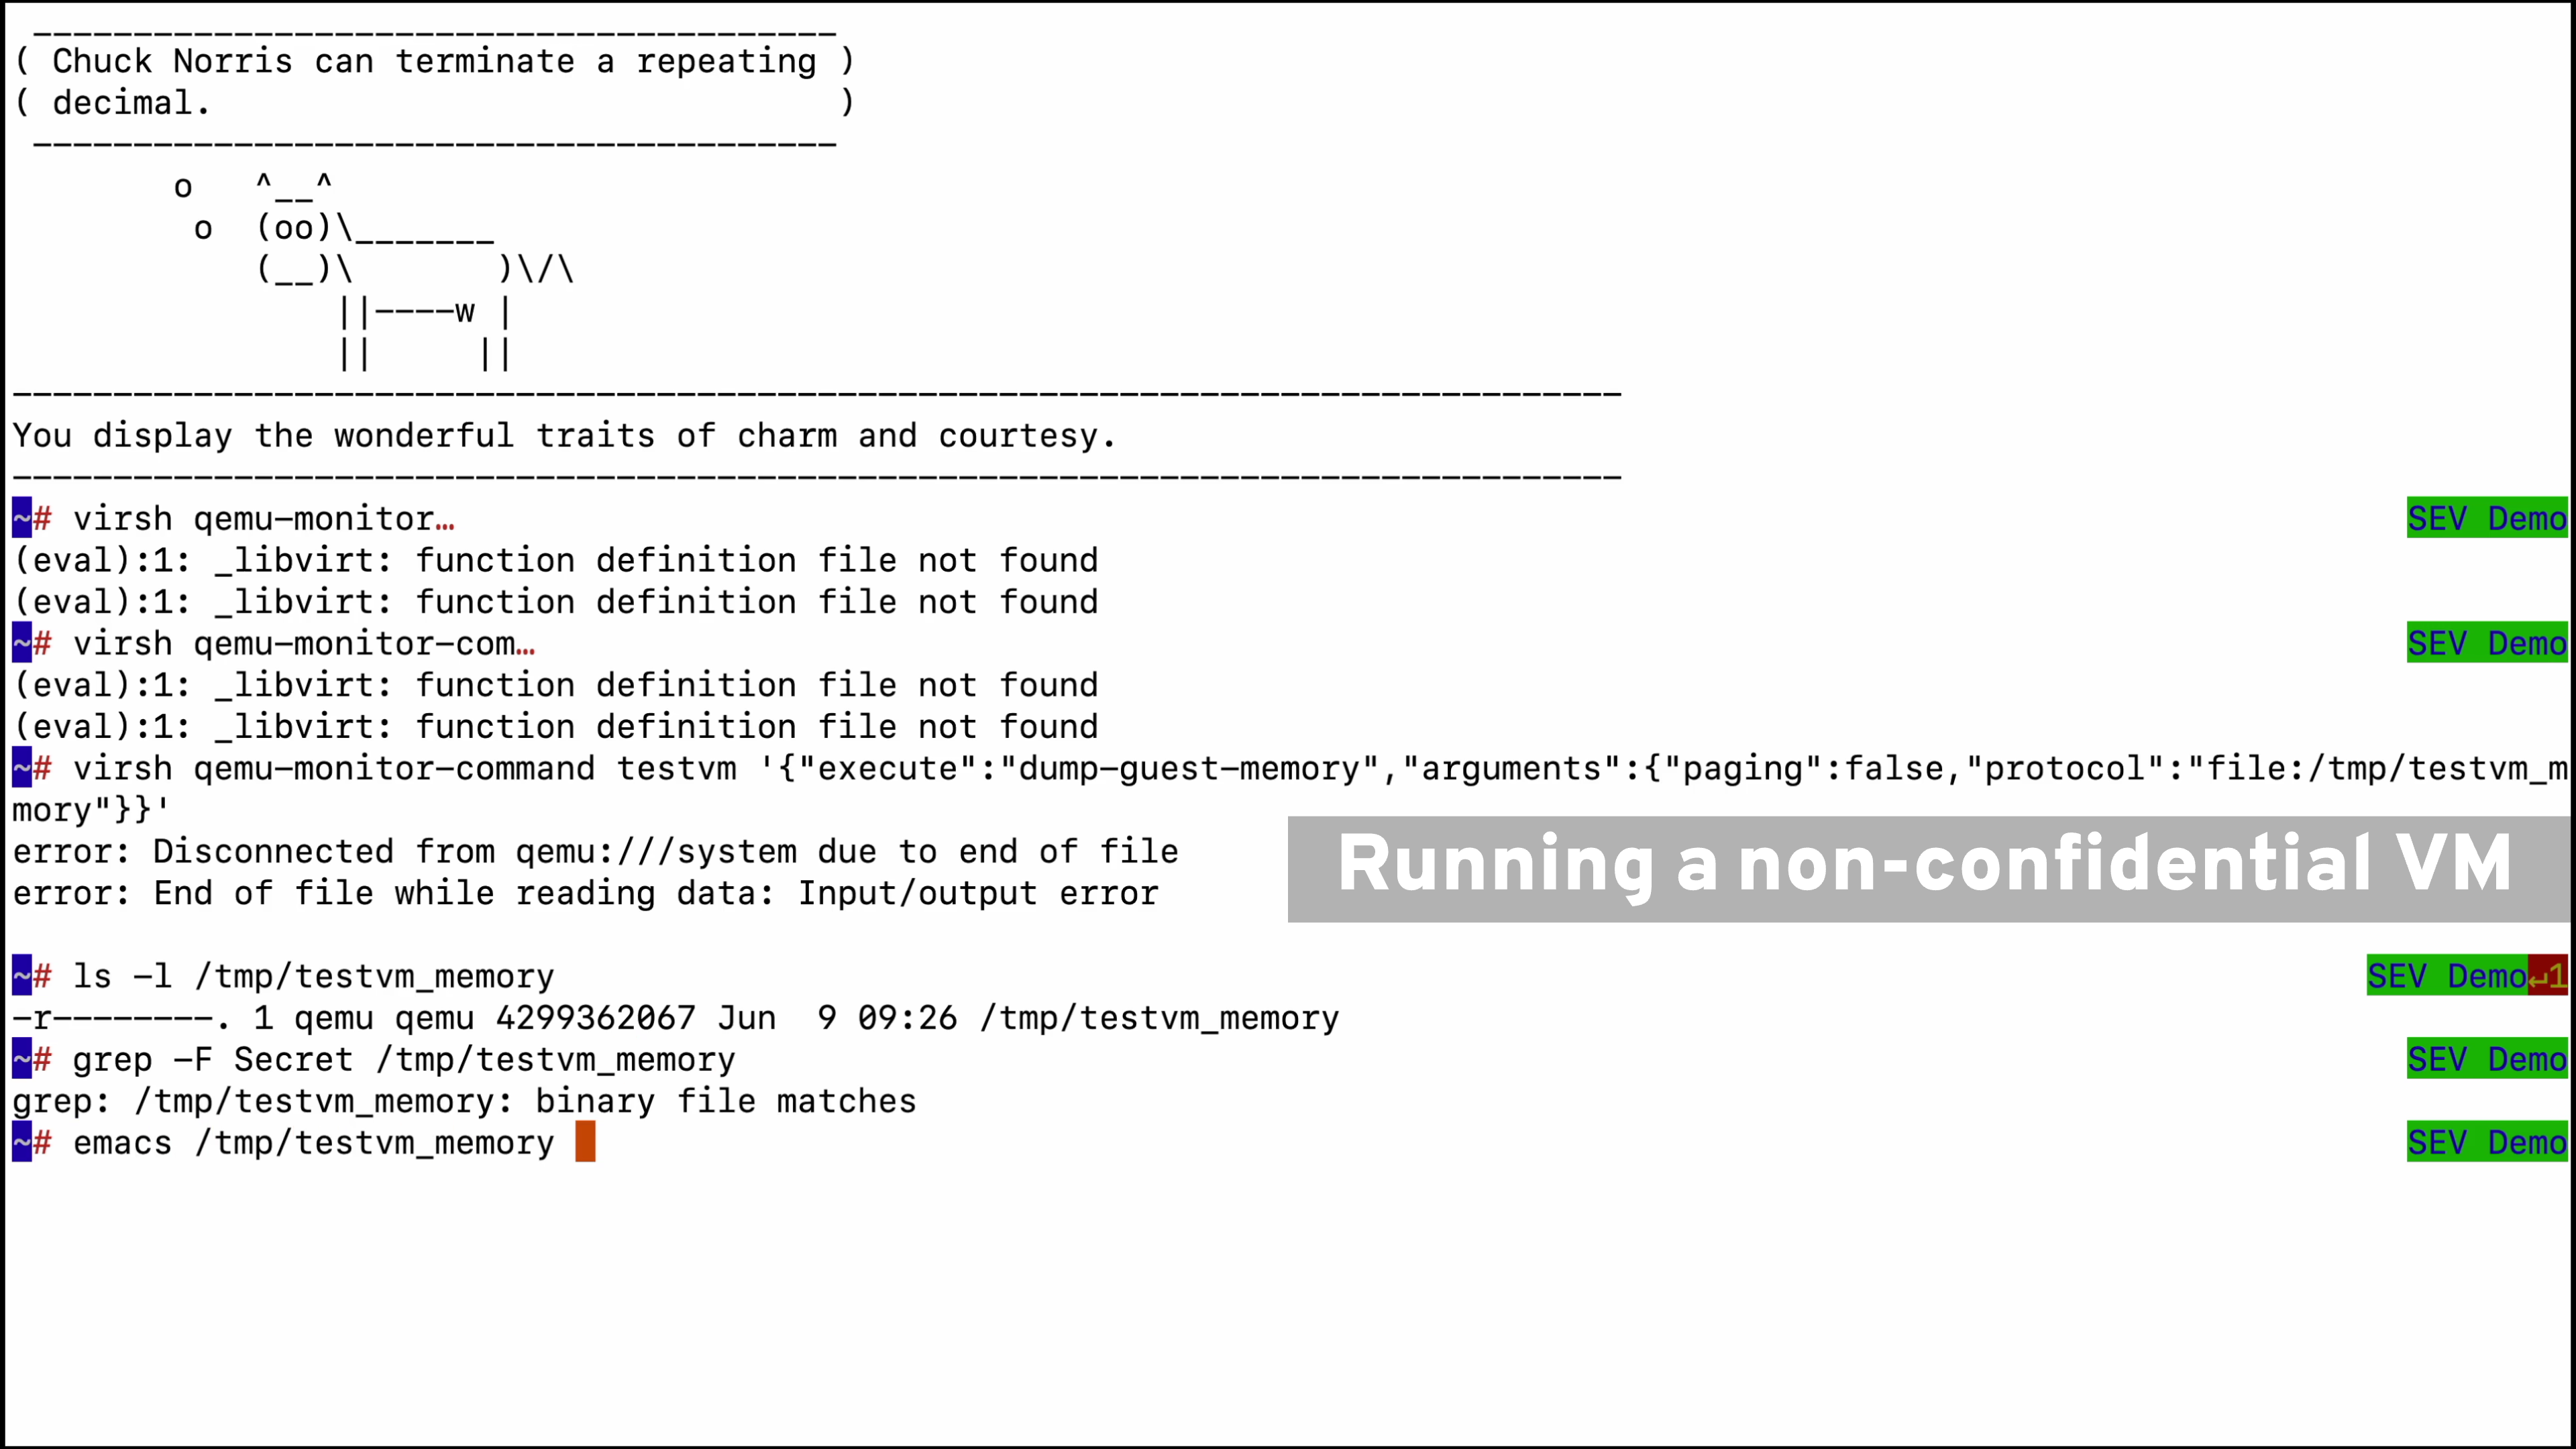 ________________________________________
( Chuck Norris can terminate a repeating )
( decimal.                               )
 ----------------------------------------
        o   ^__^
         o  (oo)\_______
            (__)\       )\/\
                ||----w |
                ||     ||
--------------------------------------------------------------------------------
You display the wonderful traits of charm and courtesy.
--------------------------------------------------------------------------------
~# virsh qemu-monitor… SEV Demo
(eval):1: _libvirt: function definition file not found
(eval):1: _libvirt: function definition file not found
~# virsh qemu-monitor-com… SEV Demo
(eval):1: _libvirt: function definition file not found
(eval):1: _libvirt: function definition file not found
~# virsh qemu-monitor-command testvm '{"execute":"dump-guest-memory","arguments":{"paging":false,"protocol":"file:/tmp/testvm_m
mory"}}'
error: Disconnected from qemu:///system due to end of file
Running a non-confidential VM
error: End of file while reading data: Input/output error
~# ls -l /tmp/testvm_memory SEV Demo↵1
-r--------. 1 qemu qemu 4299362067 Jun  9 09:26 /tmp/testvm_memory
~# grep -F Secret /tmp/testvm_memory SEV Demo
grep: /tmp/testvm_memory: binary file matches
~# emacs /tmp/testvm_memory SEV Demo